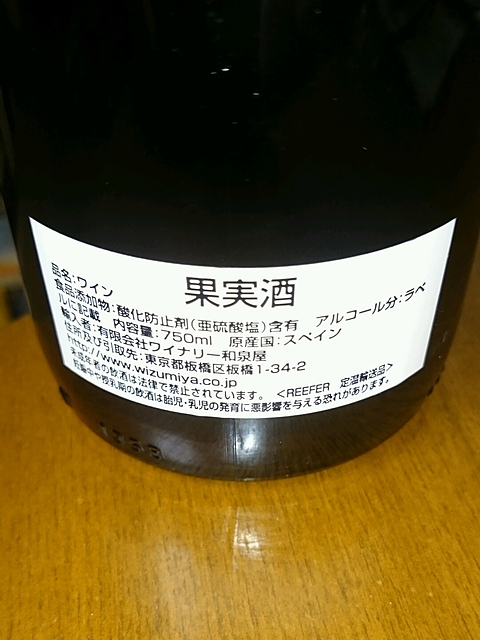 果実酒
品名:ワイン
食品添加物:酸化防止剤(亜硫酸塩)含有 アルコール分:ラベ
ルに記載 内容量:750ml 原産国:スペイン
輸入者:有限会社ワイナリー和泉屋
住所及び引取先:東京都板橋区板橋1-34-2
http://www.wizumiya.co.jp
未成年者の飲酒は法律で禁止されています。 <REEFER 定温輸送品>
妊娠中や授乳期の飲酒は胎児・乳児の発育に悪影響を与える恐れがあります。